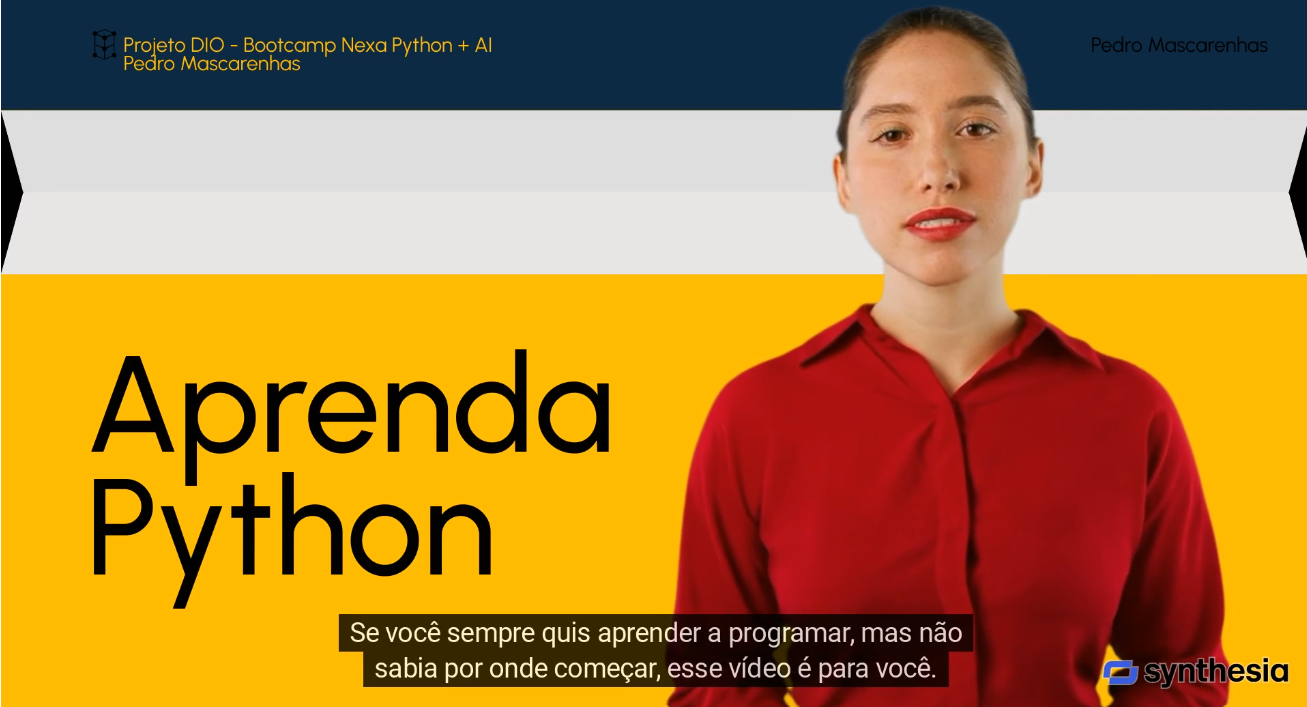 Projeto DIO - Bootcamp Nexa Python + AI
Pedro Mascarenhas
Pedro Mascarenhas
Aprenda
Python
Se você sempre quis aprender a programar, mas não
sabia por onde começar, esse vídeo é para você.
synthesia